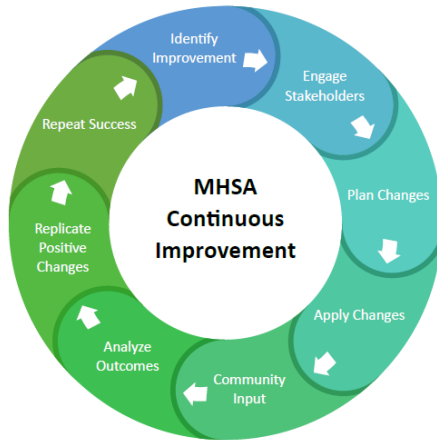 Identify
Improvement
Engage
Stakeholders
Plan Changes
Apply Changes
Community
Input
Analyze
Outcomes
Replicate
Positive
Changes
Repeat Success
MHSA
Continuous
Improvement